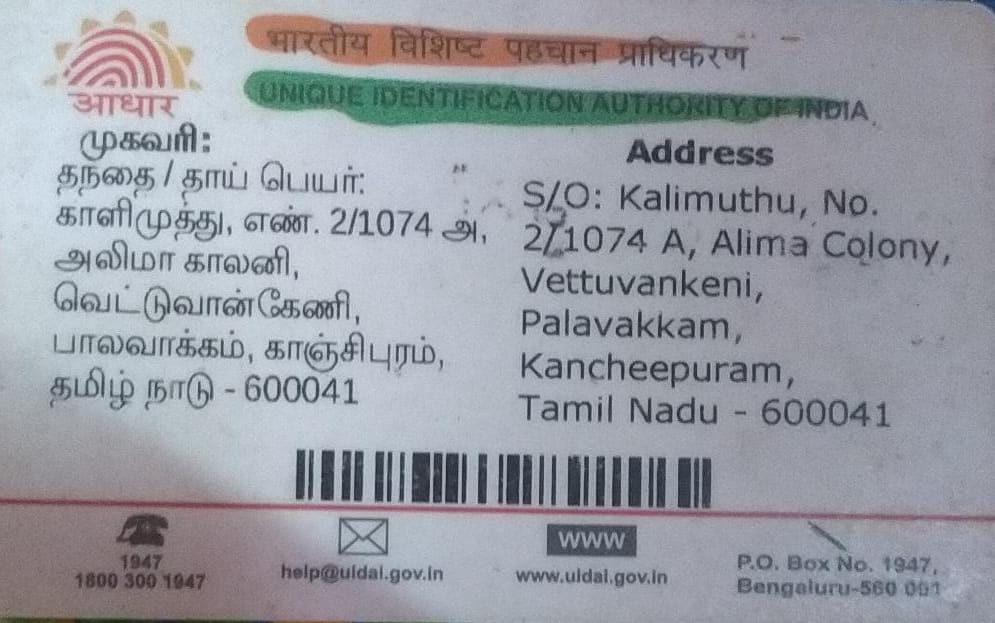 भारतीय विशिष्ट पहचान प्राधिकरण
UNIQUE IDENTIFICATION AUTHORITY OF INDIA
आधार
முகவரி:
தந்தை / தாய் பெயர்:
காளிமுத்து, எண். 2/1074 அ,
அலிமா காலனி,
வெட்டுவான்கேணி,
பாலவாக்கம், காஞ்சிபுரம்,
தமிழ் நாடு - 600041
Address
S/O: Kalimuthu, No.
2/1074 A, Alima Colony,
Vettuvankeni,
Palavakkam,
Kancheepuram,
Tamil Nadu - 600041
1947
1800 300 1947
help@uidai.gov.in
WWW
www.uidai.gov.in
P.O. Box No. 1947,
Bengaluru-560 001